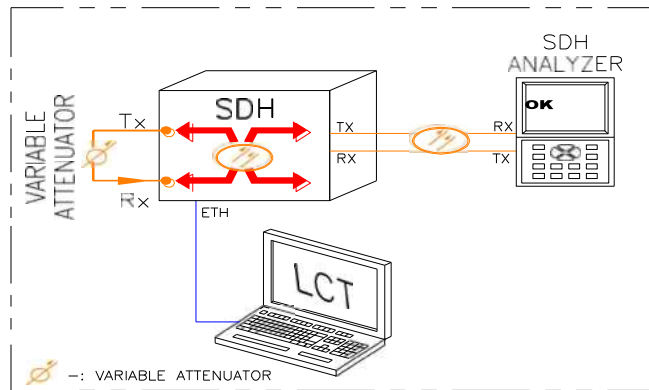 SDH
ANALYZER
OK
SDH
Tx
TX
RX
RX
TX
VARIABLE
ATTENUATOR
Rx
ETH
LCT
–: VARIABLE ATTENUATOR